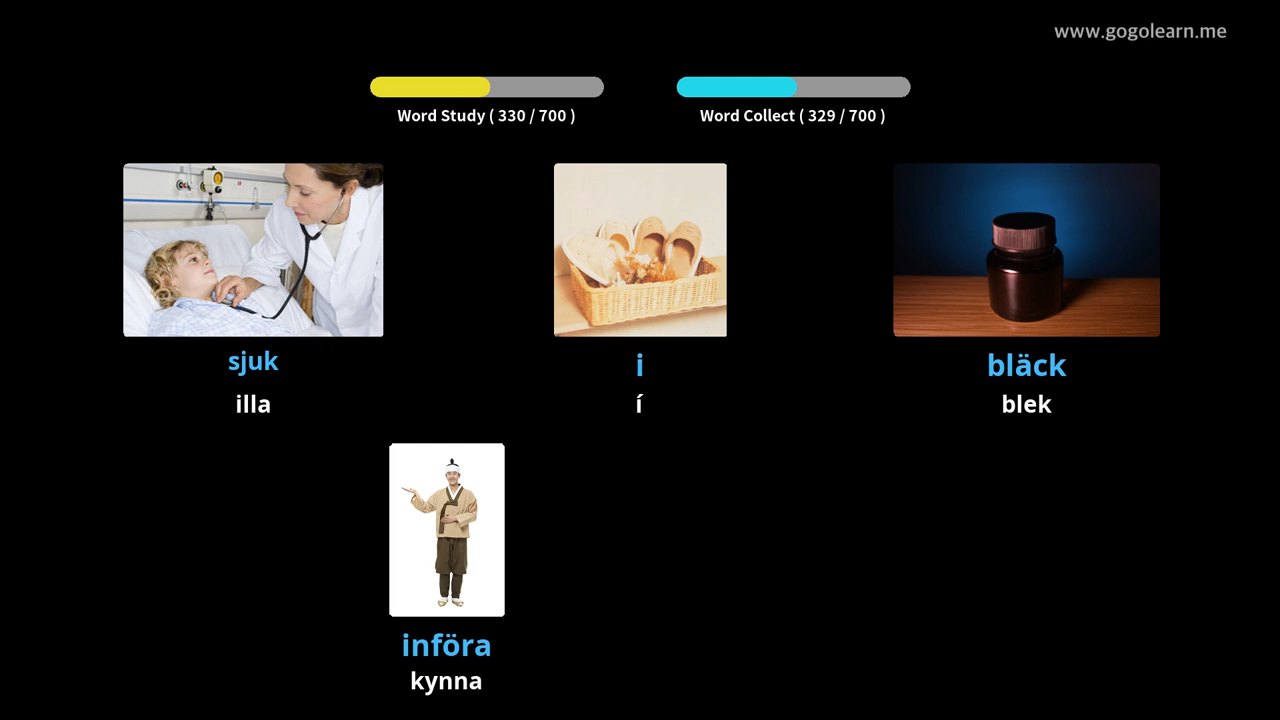 www.gogolearn.me
Word Study ( 330 / 700 )
Word Collect ( 329 / 700 )
sjuk
illa
i
í
bläck
blek
införa
kynna